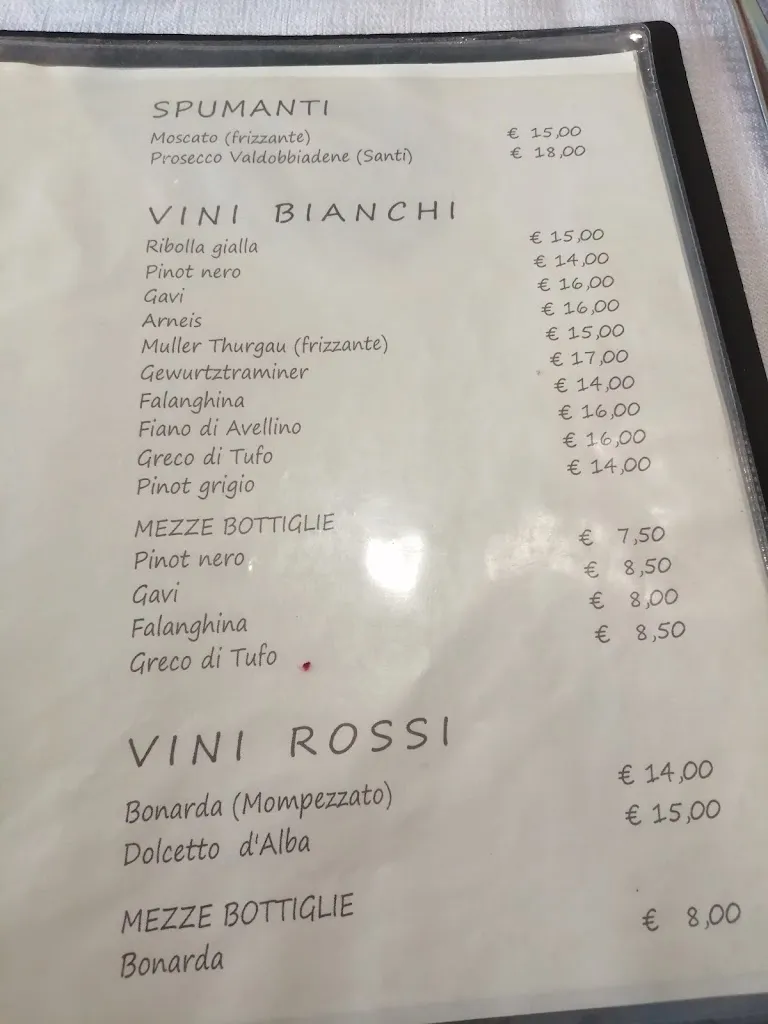 SPUMANTI
Moscato (frizzante) € 15,00
Prosecco Valdobbiadene (Santi) € 18,00
VINI BIANCHI
Ribolla gialla € 15,00
Pinot nero € 14,00
Gavi € 16,00
Arneis € 16,00
Muller Thurgau (frizzante) € 15,00
Gewurtztraminer € 17,00
Falanghina € 14,00
Fiano di Avellino € 16,00
Greco di Tufo € 16,00
Pinot grigio € 14,00
MEZZE BOTTIGLIE
Pinot nero € 7,50
Gavi € 8,50
Falanghina € 8,00
Greco di Tufo € 8,50
VINI ROSSI
Bonarda (Mompezzato) € 14,00
Dolcetto d'Alba € 15,00
MEZZE BOTTIGLIE
Bonarda € 8,00